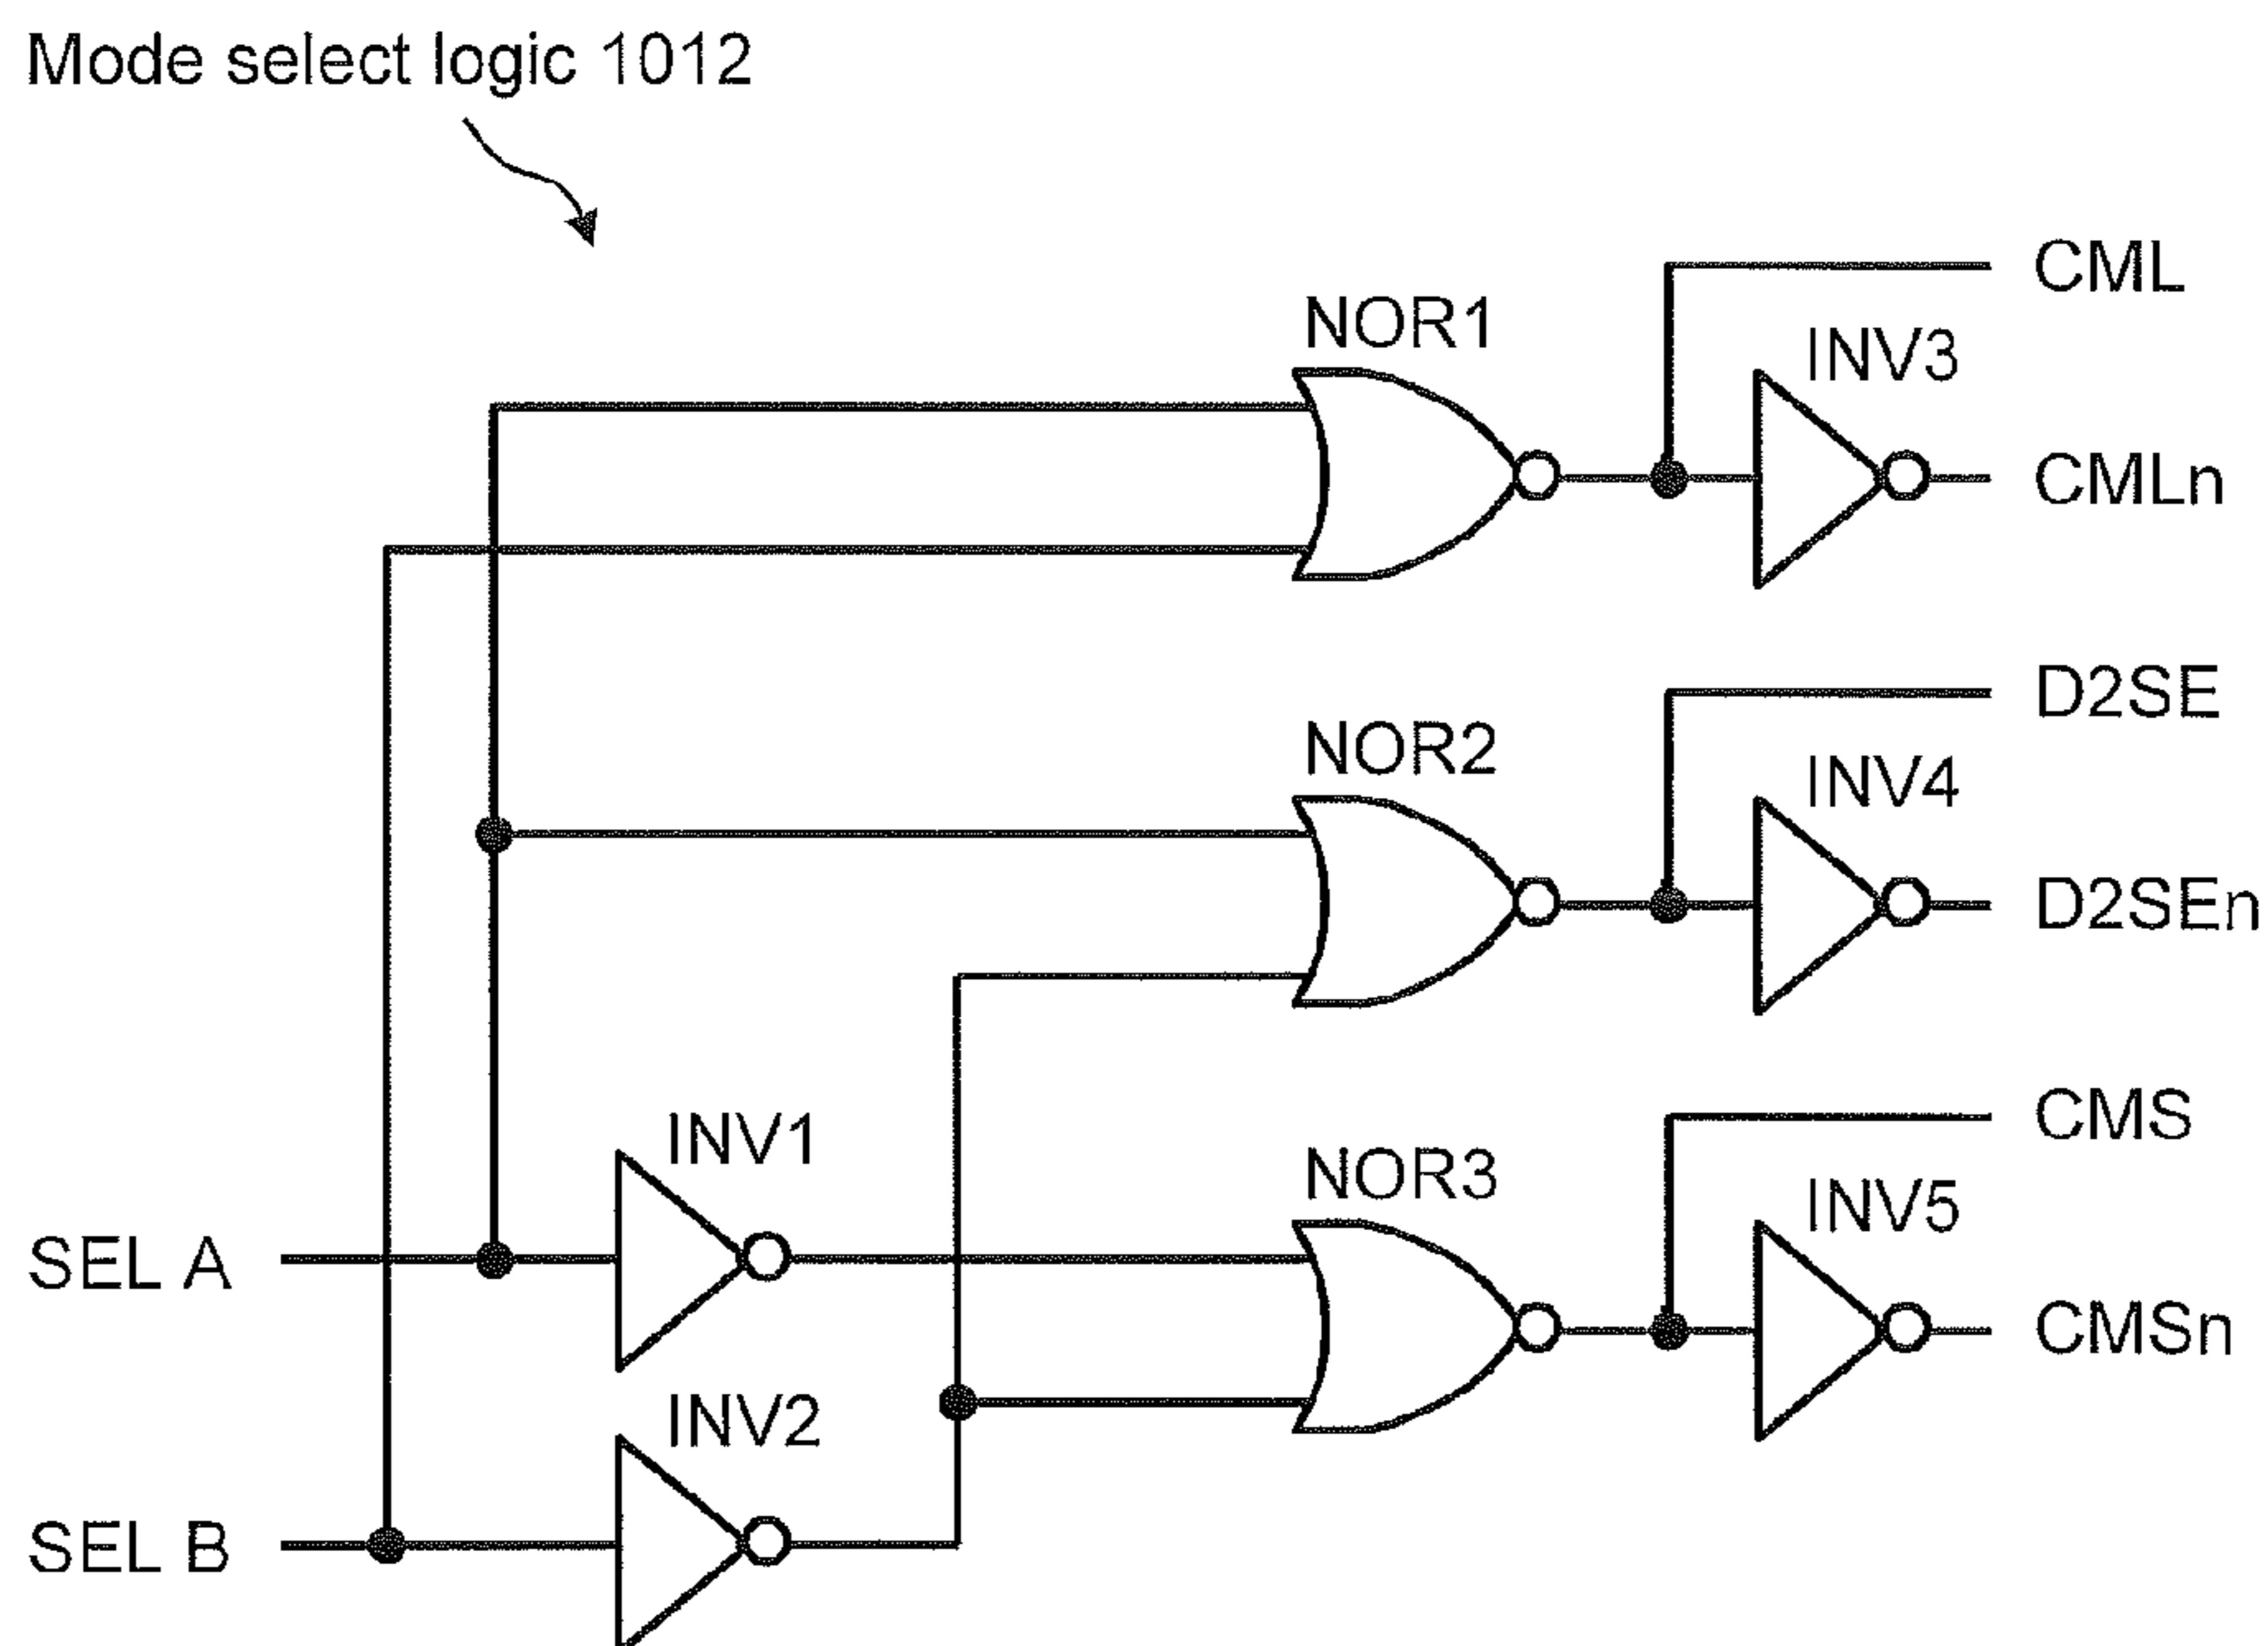 Mode select logic 1012
CML
NOR1
INV3
CMLn
D2SE
NOR2
INV4
D2SEn
CMS
INV1
NOR3
INV5
SEL A
CMSn
INV2
SEL B